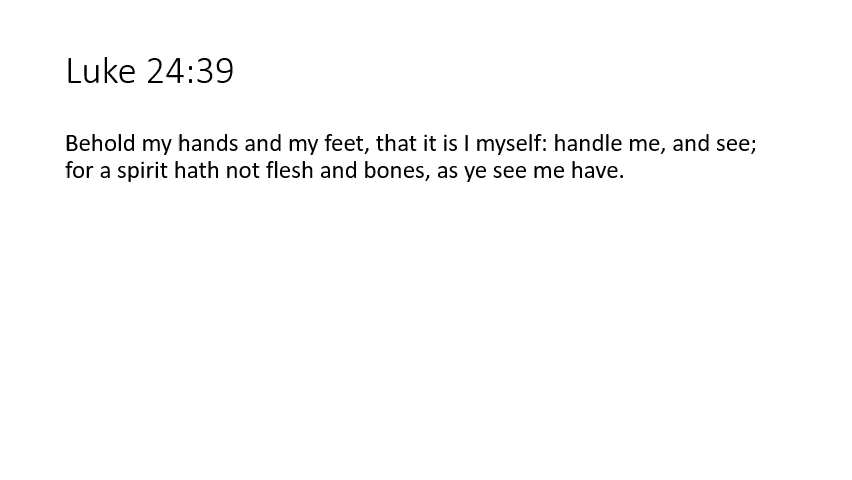 Luke 24:39
Behold my hands and my feet, that it is I myself: handle me, and see;
for a spirit hath not flesh and bones, as ye see me have.